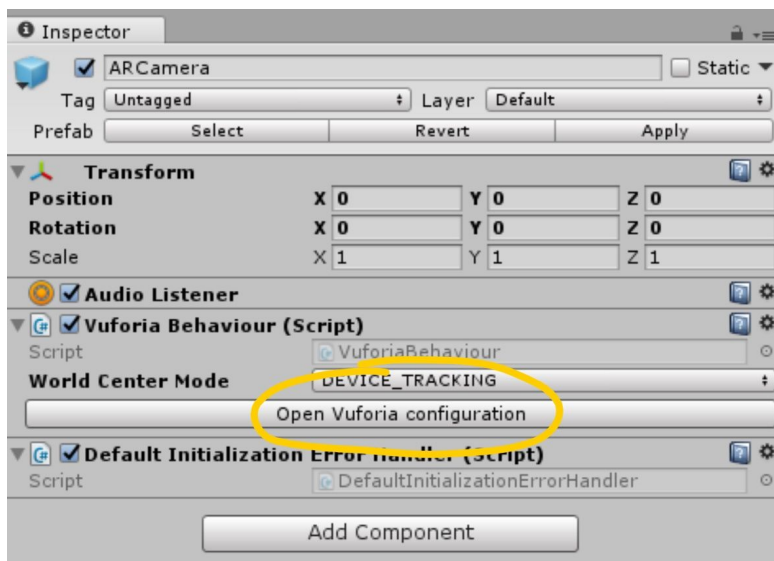 Inspector
ARCamera Static
Tag Untagged Layer Default
Prefab Select Revert Apply
Transform
Position X 0 Y 0 Z 0
Rotation X 0 Y 0 Z 0
Scale X 1 Y 1 Z 1
Audio Listener
Vuforia Behaviour (Script)
Script VuforiaBehaviour
World Center Mode DEVICE_TRACKING
Open Vuforia configuration
Default Initialization Error Handler (Script)
Script DefaultInitializationErrorHandler
Add Component